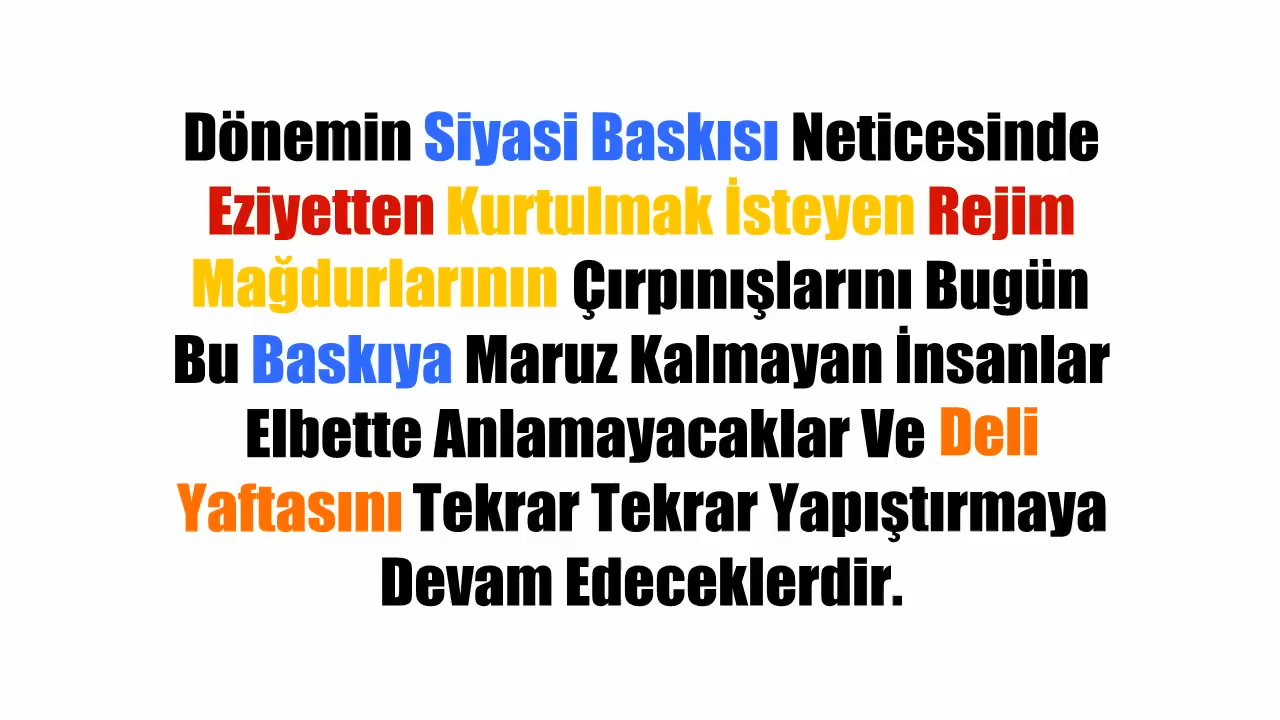 Dönemin Siyasi Baskısı Neticesinde
Eziyetten Kurtulmak İsteyen Rejim
Mağdurlarının Çırpınışlarını Bugün
Bu Baskıya Maruz Kalmayan İnsanlar
Elbette Anlamayacaklar Ve Deli
Yaftasını Tekrar Tekrar Yapıştırmaya
Devam Edeceklerdir.